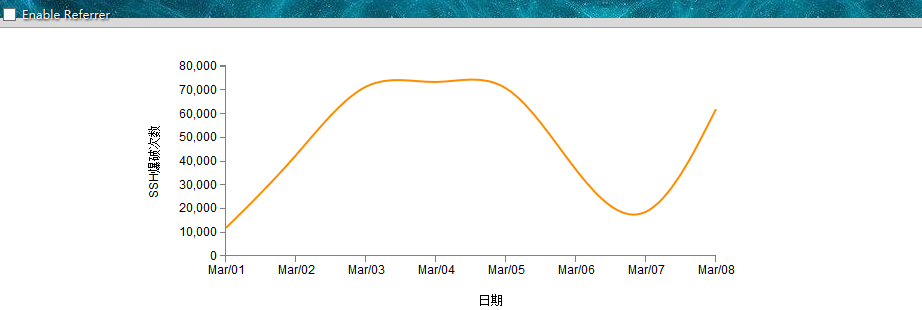 Enable Referrer
80,000
70,000
60,000
50,000
40,000
30,000
20,000
10,000
0
SSH爆破次数
Mar/01 Mar/02 Mar/03 Mar/04 Mar/05 Mar/06 Mar/07 Mar/08
日期